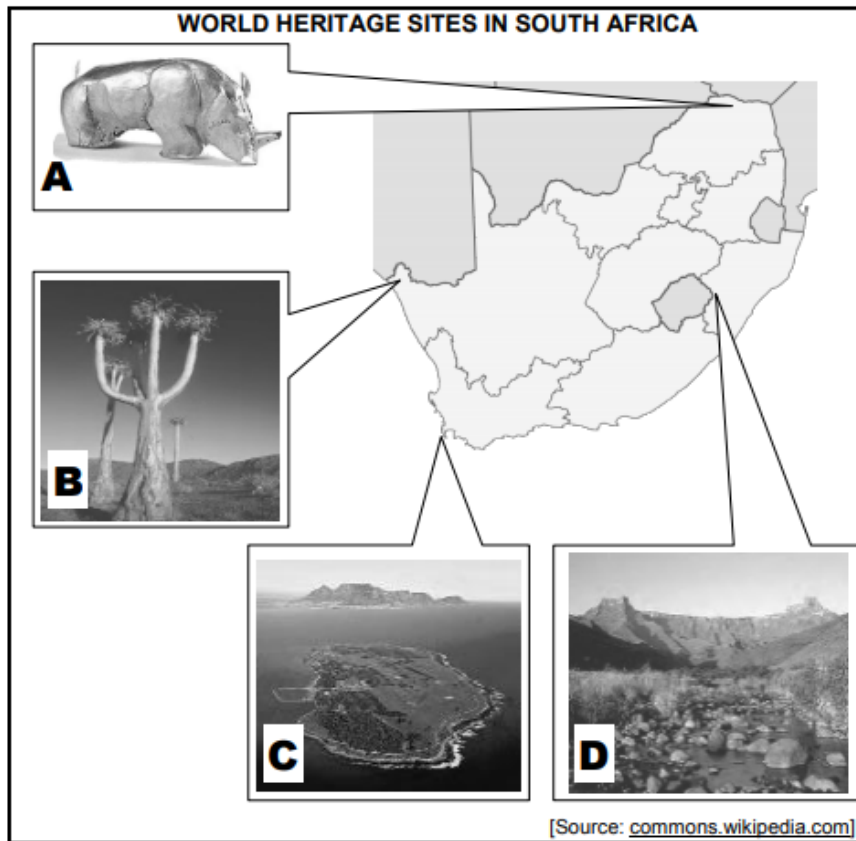 WORLD HERITAGE SITES IN SOUTH AFRICA
A
B
C
D
[Source: commons.wikipedia.com]